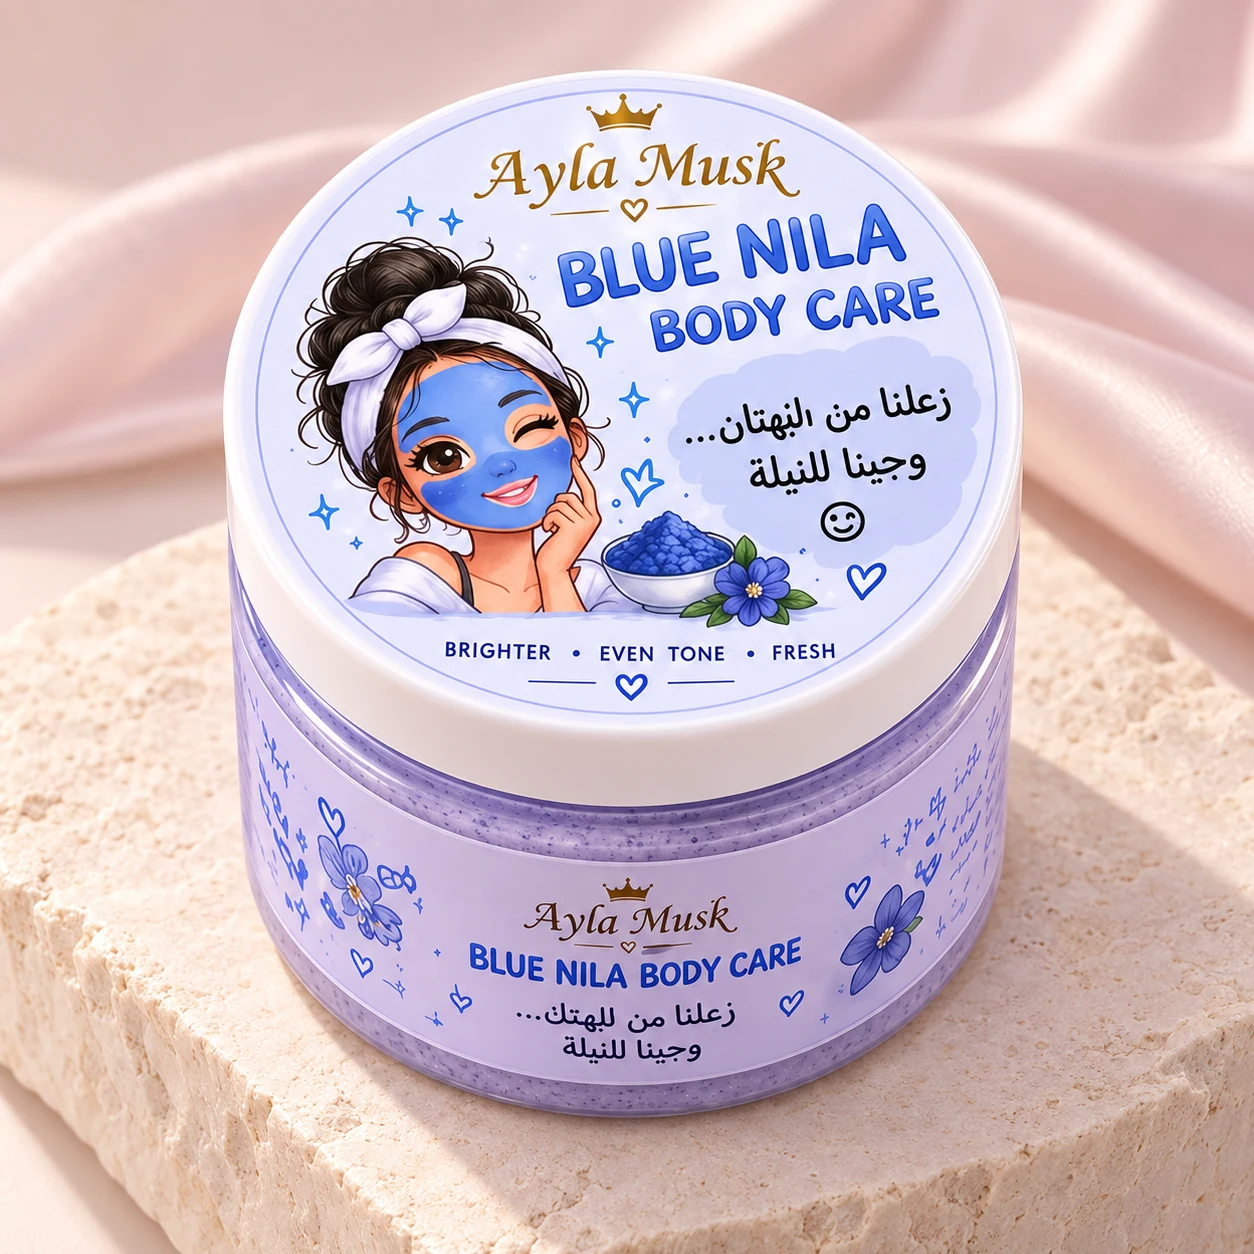 Ayla Musk
BLUE NILA
BODY CARE
زعلنا من البهتان...
وجينا للنيلة
BRIGHTER • EVEN TONE • FRESH
Ayla Musk
BLUE NILA BODY CARE
زعلنا من للهتك...
وجينا للنيلة